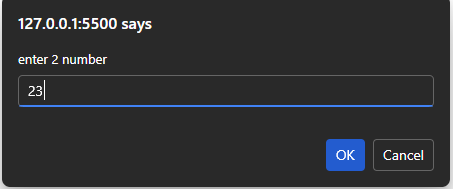 127.0.0.1:5500 says
enter 2 number
23
OK Cancel